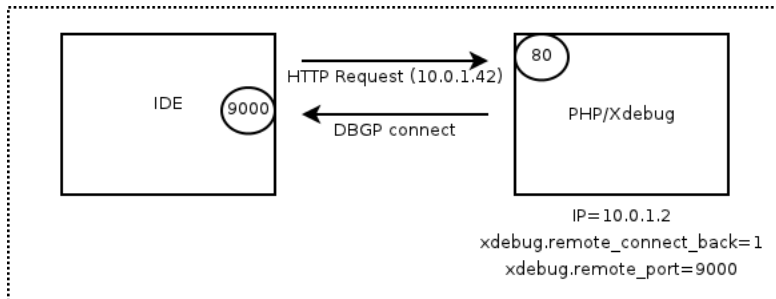 80
HTTP Request (10.0.1.42)
IDE
9000
PHP/Xdebug
DBGP connect
IP=10.0.1.2
xdebug.remote_connect_back=1
xdebug.remote_port=9000